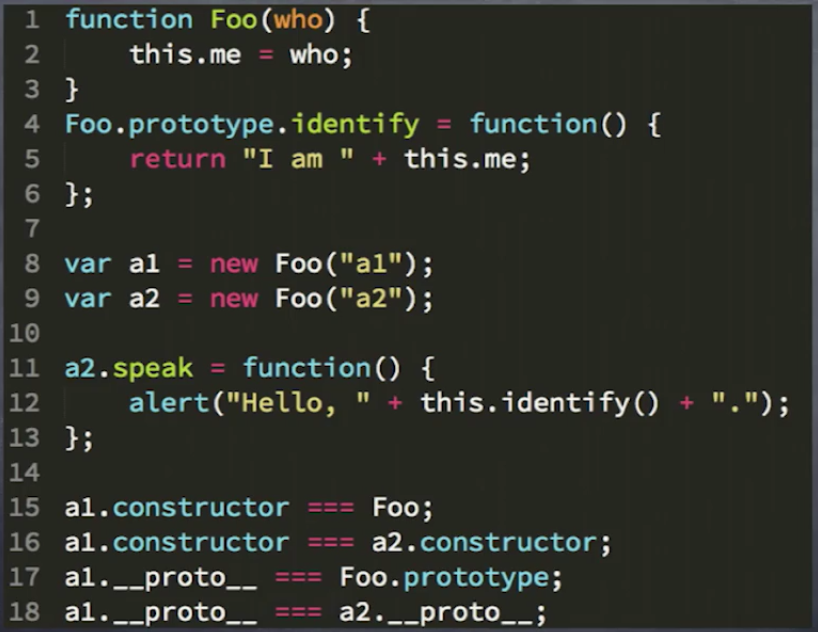 1 function Foo(who) {
2     this.me = who;
3 }
4 Foo.prototype.identify = function() {
5     return "I am " + this.me;
6 };
7
8 var a1 = new Foo("a1");
9 var a2 = new Foo("a2");
10
11 a2.speak = function() {
12     alert("Hello, " + this.identify() + ".");
13 };
14
15 a1.constructor === Foo;
16 a1.constructor === a2.constructor;
17 a1.__proto__ === Foo.prototype;
18 a1.__proto__ === a2.__proto__;